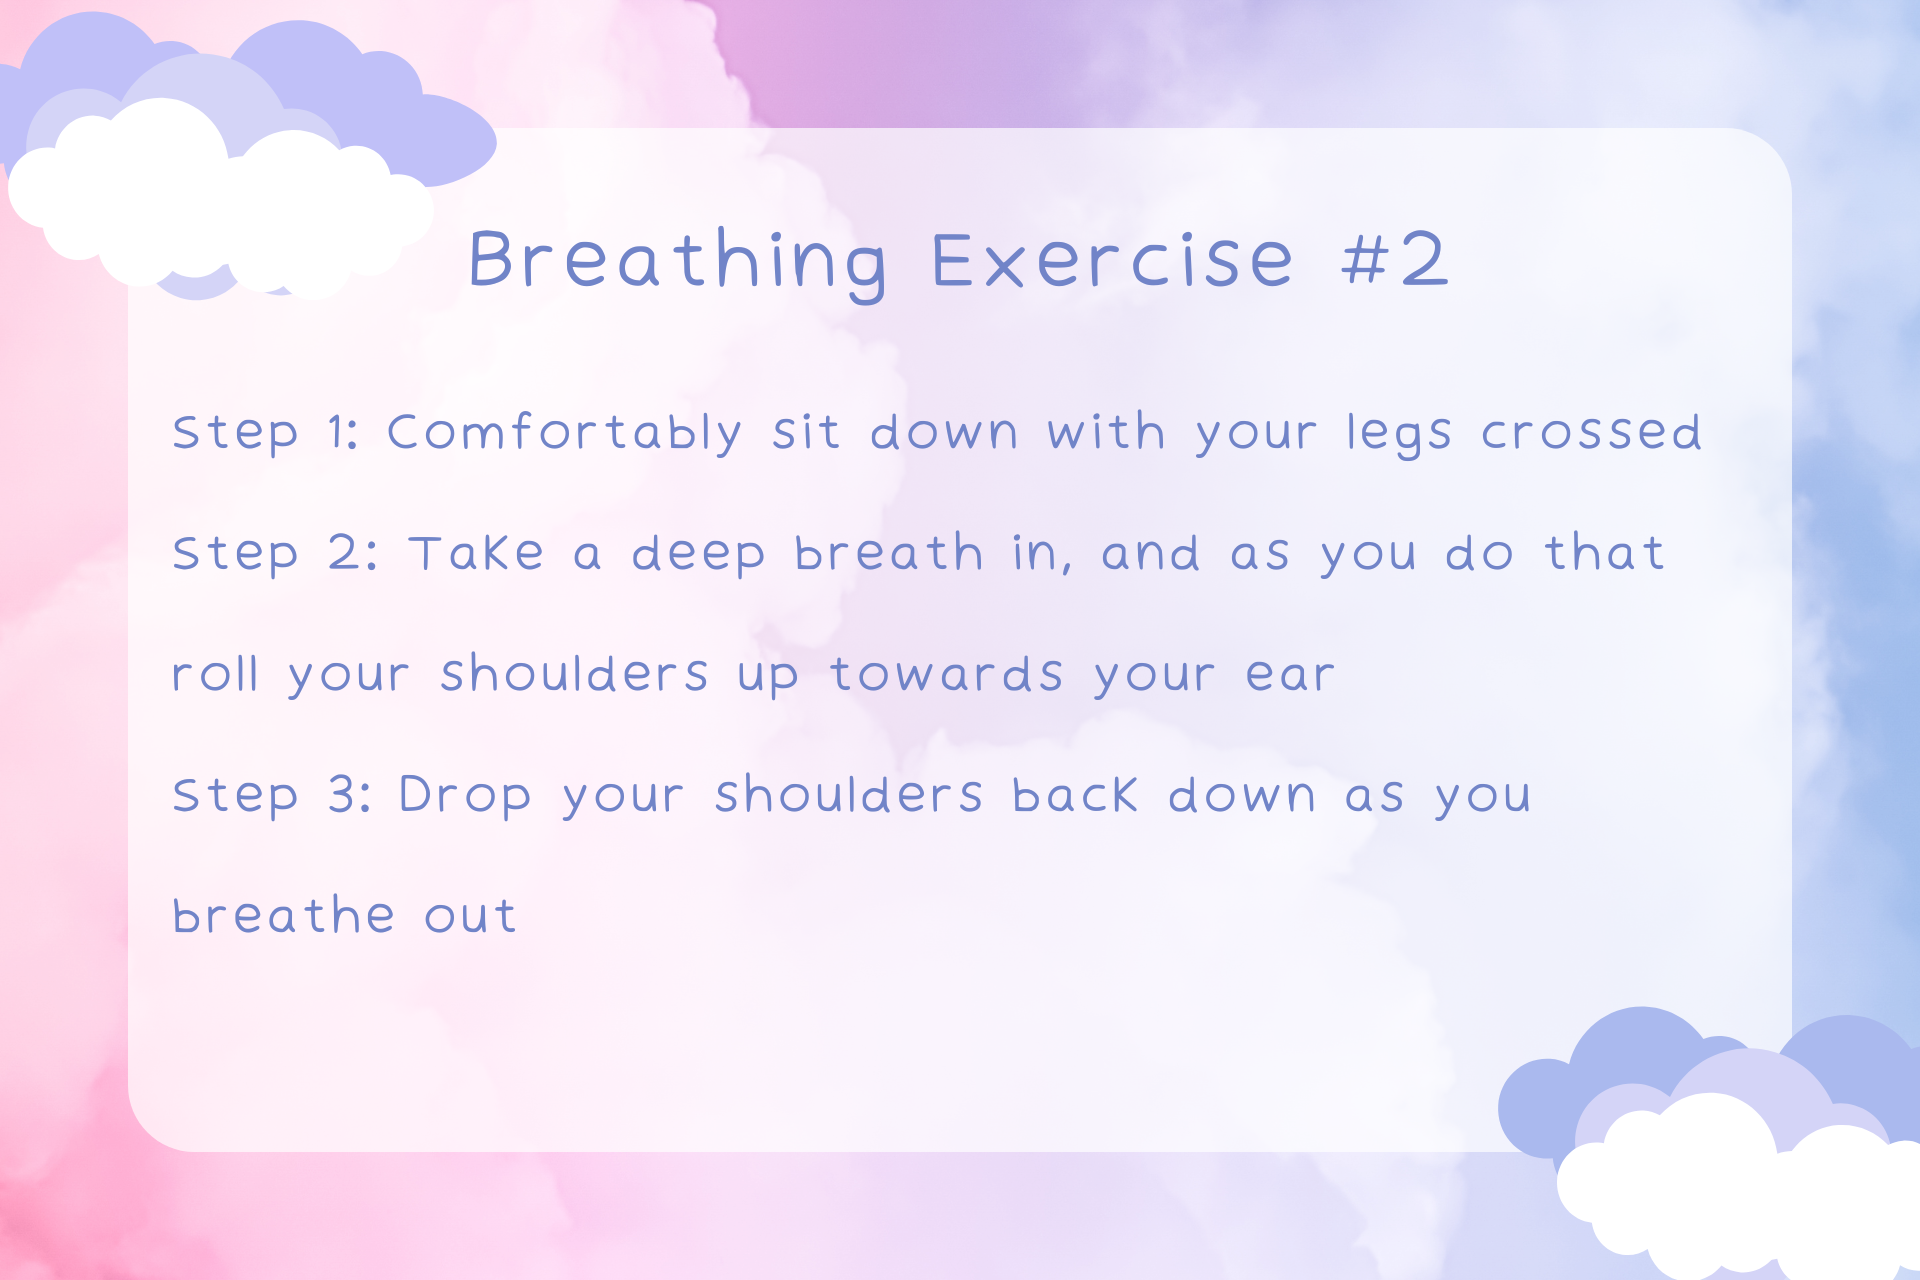 Breathing Exercise #2
Step 1: Comfortably sit down with your legs crossed
Step 2: Take a deep breath in, and as you do that
roll your shoulders up towards your ear
Step 3: Drop your shoulders back down as you
breathe out